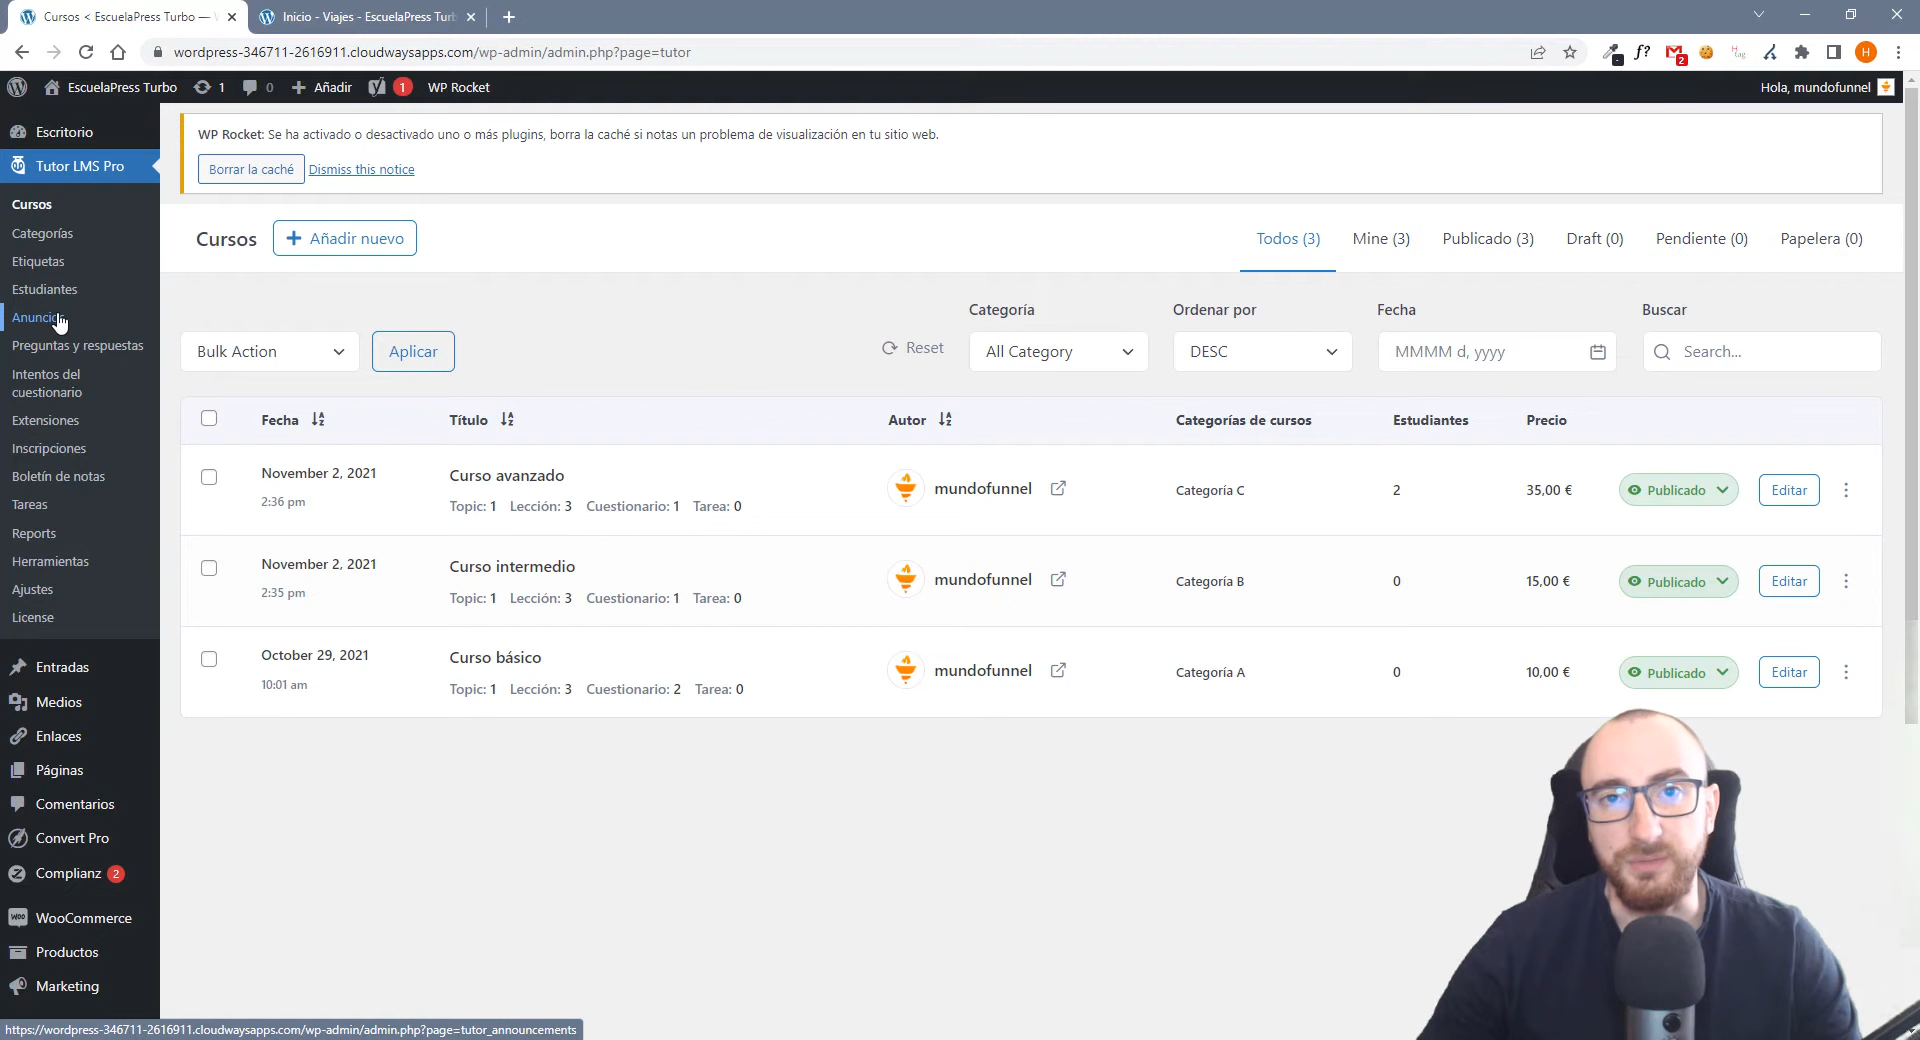 Cursos < EscuelaPress Turbo —
Inicio - Viajes - EscuelaPress Turb
wordpress-346711-2616911.cloudwaysapps.com/wp-admin/admin.php?page=tutor
f?
2
H
EscuelaPress Turbo
1
0
Añadir
1
WP Rocket
Hola, mundofunnel
Escritorio
Tutor LMS Pro
Cursos
Categorías
Etiquetas
Estudiantes
Anuncios
Preguntas y respuestas
Intentos del
cuestionario
Extensiones
Inscripciones
Boletín de notas
Tareas
Reports
Herramientas
Ajustes
License
Entradas
Medios
Enlaces
Páginas
Comentarios
Convert Pro
Complianz 2
WooCommerce
Productos
Marketing
WP Rocket: Se ha activado o desactivado uno o más plugins, borra la caché si notas un problema de visualización en tu sitio web.
Borrar la caché Dismiss this notice
Cursos + Añadir nuevo
Todos (3) Mine (3) Publicado (3) Draft (0) Pendiente (0) Papelera (0)
Categoría Ordenar por Fecha Buscar
Bulk Action Aplicar Reset All Category DESC MMMM d, yyyy Search...
Fecha Título Autor Categorías de cursos Estudiantes Precio
November 2, 2021
2:36 pm
Curso avanzado
Topic: 1 Lección: 3 Cuestionario: 1 Tarea: 0
mundofunnel Categoría C 2 35,00 € Publicado Editar
November 2, 2021
2:35 pm
Curso intermedio
Topic: 1 Lección: 3 Cuestionario: 1 Tarea: 0
mundofunnel Categoría B 0 15,00 € Publicado Editar
October 29, 2021
10:01 am
Curso básico
Topic: 1 Lección: 3 Cuestionario: 2 Tarea: 0
mundofunnel Categoría A 0 10,00 € Publicado Editar
https://wordpress-346711-2616911.cloudwaysapps.com/wp-admin/admin.php?page=tutor_announcements